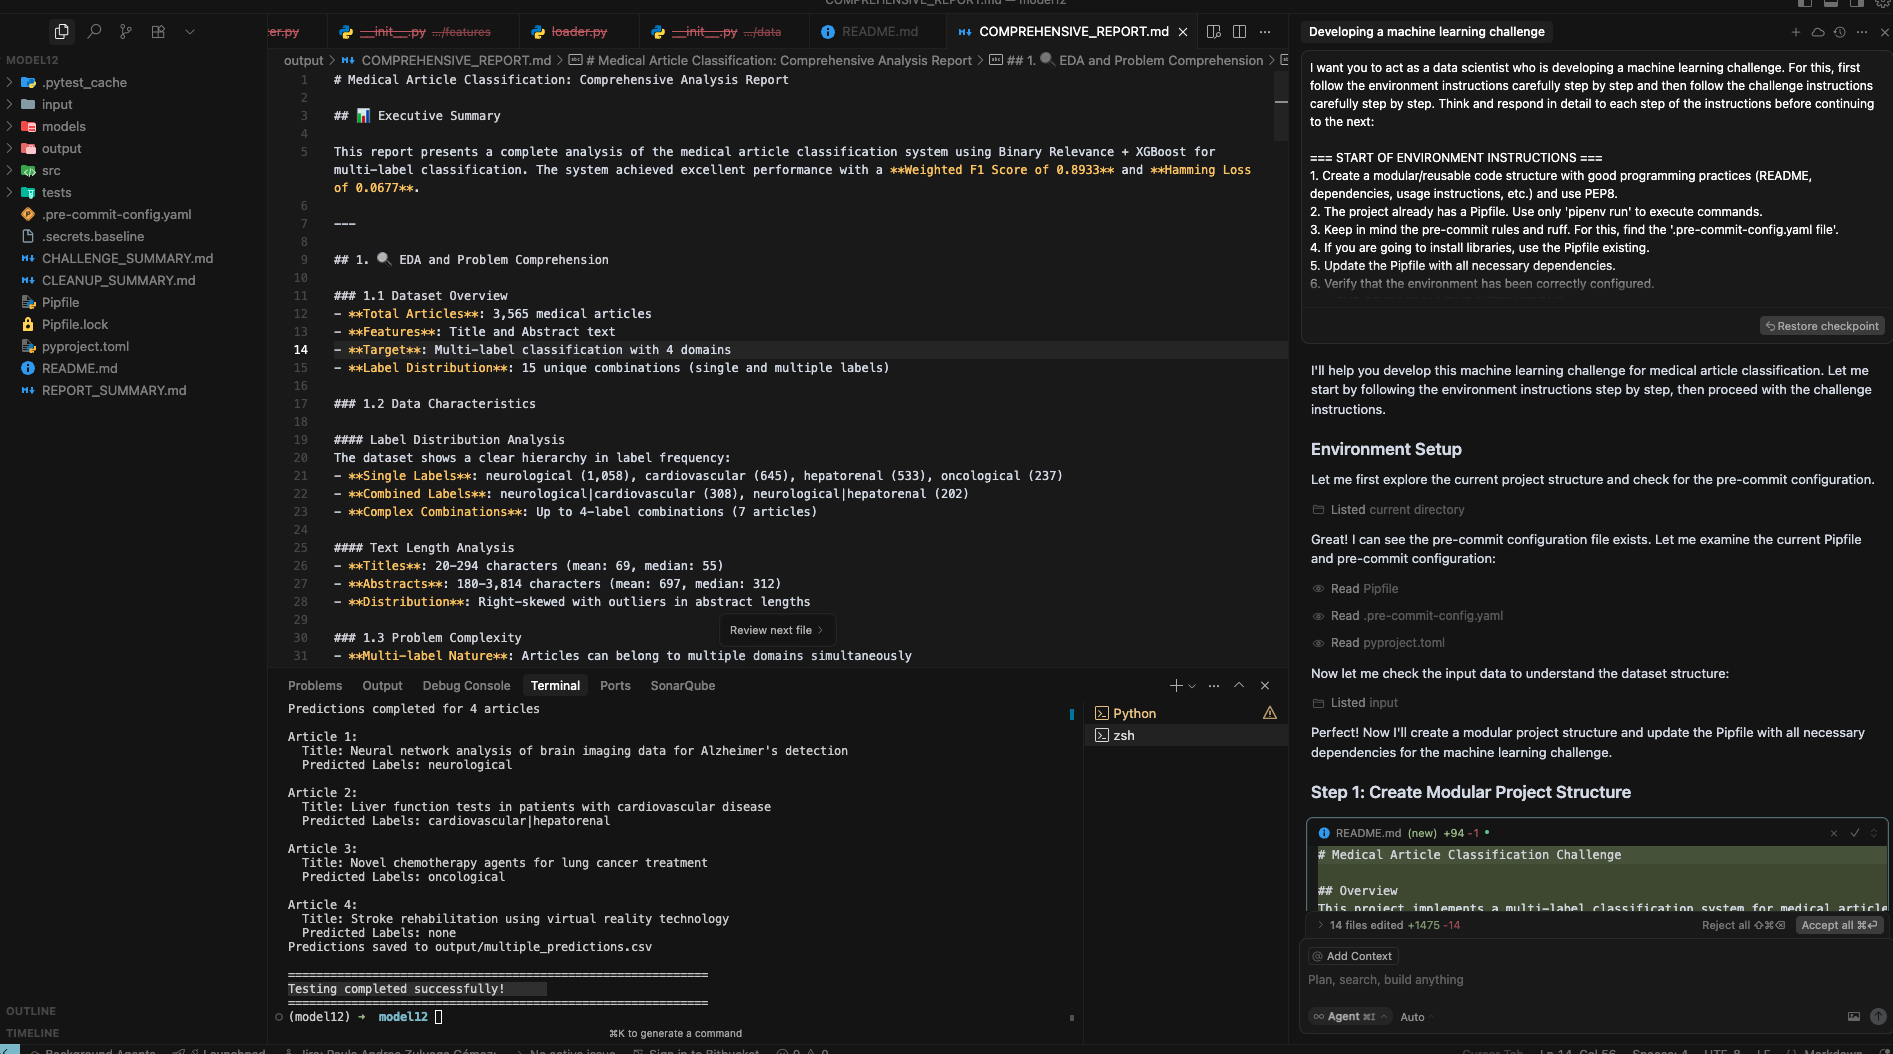 COMPREHENSIVE_REPORT.md — model12
er.py
__init__.py .../features
loader.py
__init__.py .../data
README.md
COMPREHENSIVE_REPORT.md
output > COMPREHENSIVE_REPORT.md > # Medical Article Classification: Comprehensive Analysis Report > ## 1. 🔍 EDA and Problem Comprehension >
MODEL12
.pytest_cache
input
models
output
src
tests
.pre-commit-config.yaml
.secrets.baseline
CHALLENGE_SUMMARY.md
CLEANUP_SUMMARY.md
Pipfile
Pipfile.lock
pyproject.toml
README.md
REPORT_SUMMARY.md
OUTLINE
TIMELINE
1 # Medical Article Classification: Comprehensive Analysis Report
2
3 ## 📊 Executive Summary
4
5 This report presents a complete analysis of the medical article classification system using Binary Relevance + XGBoost for
multi-label classification. The system achieved excellent performance with a **Weighted F1 Score of 0.8933** and **Hamming Loss
of 0.0677**.
6
7 ---
8
9 ## 1. 🔍 EDA and Problem Comprehension
10
11 ### 1.1 Dataset Overview
12 - **Total Articles**: 3,565 medical articles
13 - **Features**: Title and Abstract text
14 - **Target**: Multi-label classification with 4 domains
15 - **Label Distribution**: 15 unique combinations (single and multiple labels)
16
17 ### 1.2 Data Characteristics
18
19 #### Label Distribution Analysis
20 The dataset shows a clear hierarchy in label frequency:
21 - **Single Labels**: neurological (1,058), cardiovascular (645), hepatorenal (533), oncological (237)
22 - **Combined Labels**: neurological|cardiovascular (308), neurological|hepatorenal (202)
23 - **Complex Combinations**: Up to 4-label combinations (7 articles)
24
25 #### Text Length Analysis
26 - **Titles**: 20-294 characters (mean: 69, median: 55)
27 - **Abstracts**: 180-3,814 characters (mean: 697, median: 312)
28 - **Distribution**: Right-skewed with outliers in abstract lengths
29
30 ### 1.3 Problem Complexity
31 - **Multi-label Nature**: Articles can belong to multiple domains simultaneously
Review next file >
Problems Output Debug Console Terminal Ports SonarQube
Predictions completed for 4 articles
Article 1:
Title: Neural network analysis of brain imaging data for Alzheimer's detection
Predicted Labels: neurological
Article 2:
Title: Liver function tests in patients with cardiovascular disease
Predicted Labels: cardiovascular|hepatorenal
Article 3:
Title: Novel chemotherapy agents for lung cancer treatment
Predicted Labels: oncological
Article 4:
Title: Stroke rehabilitation using virtual reality technology
Predicted Labels: none
Predictions saved to output/multiple_predictions.csv
============================================================
Testing completed successfully!
============================================================
(model12) → model12
⌘K to generate a command
Python
zsh
Developing a machine learning challenge
I want you to act as a data scientist who is developing a machine learning challenge. For this, first
follow the environment instructions carefully step by step and then follow the challenge instructions
carefully step by step. Think and respond in detail to each step of the instructions before continuing
to the next:
=== START OF ENVIRONMENT INSTRUCTIONS ===
1. Create a modular/reusable code structure with good programming practices (README,
dependencies, usage instructions, etc.) and use PEP8.
2. The project already has a Pipfile. Use only 'pipenv run' to execute commands.
3. Keep in mind the pre-commit rules and ruff. For this, find the '.pre-commit-config.yaml file'.
4. If you are going to install libraries, use the Pipfile existing.
5. Update the Pipfile with all necessary dependencies.
6. Verify that the environment has been correctly configured.
Restore checkpoint
I'll help you develop this machine learning challenge for medical article classification. Let me
start by following the environment instructions step by step, then proceed with the challenge
instructions.
Environment Setup
Let me first explore the current project structure and check for the pre-commit configuration.
Listed current directory
Great! I can see the pre-commit configuration file exists. Let me examine the current Pipfile
and pre-commit configuration:
Read Pipfile
Read .pre-commit-config.yaml
Read pyproject.toml
Now let me check the input data to understand the dataset structure:
Listed input
Perfect! Now I'll create a modular project structure and update the Pipfile with all necessary
dependencies for the machine learning challenge.
Step 1: Create Modular Project Structure
README.md (new) +94 -1 •
# Medical Article Classification Challenge
## Overview
This project implements a multi-label classification system for medical article
14 files edited +1475 -14
Reject all ⇧⌘⌫ Accept all ⌘↩
@ Add Context
Plan, search, build anything
∞ Agent ⌘I
Auto